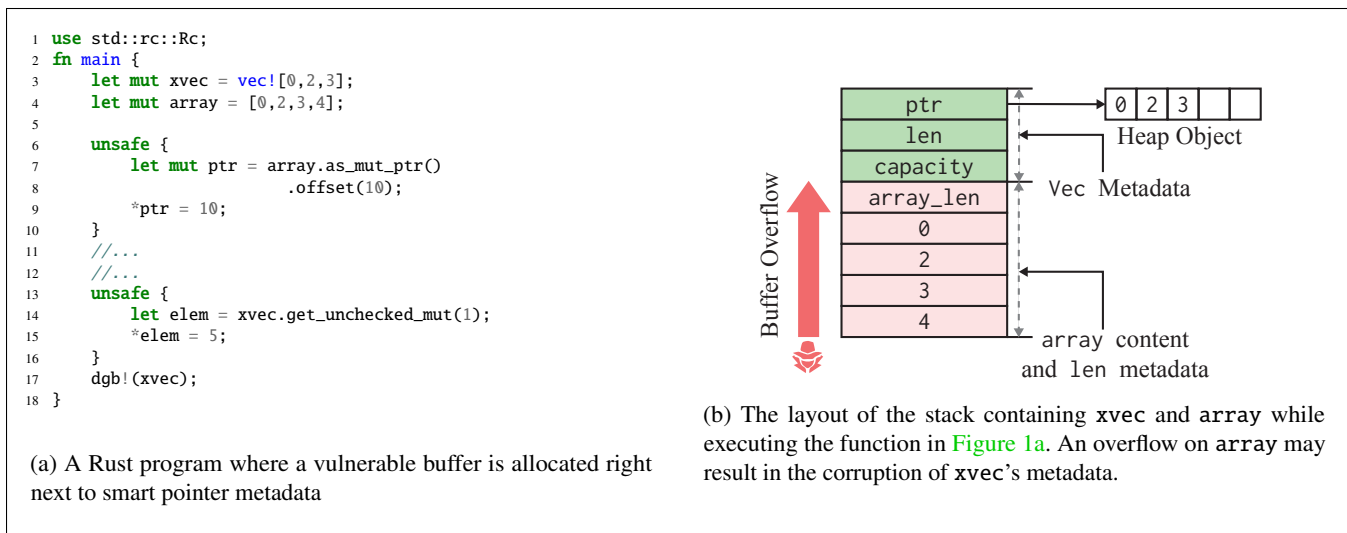 1 use std::rc::Rc;
2 fn main {
3     let mut xvec = vec![0,2,3];
4     let mut array = [0,2,3,4];
5
6     unsafe {
7         let mut ptr = array.as_mut_ptr()
8                         .offset(10);
9         *ptr = 10;
10     }
11     //...
12     //...
13     unsafe {
14         let elem = xvec.get_unchecked_mut(1);
15         *elem = 5;
16     }
17     dgb!(xvec);
18 }
(a) A Rust program where a vulnerable buffer is allocated right
next to smart pointer metadata
Buffer Overflow
ptr
len
capacity
array_len
0
2
3
4
0 2 3
Heap Object
Vec Metadata
array content
and len metadata
(b) The layout of the stack containing xvec and array while
executing the function in Figure 1a. An overflow on array may
result in the corruption of xvec's metadata.